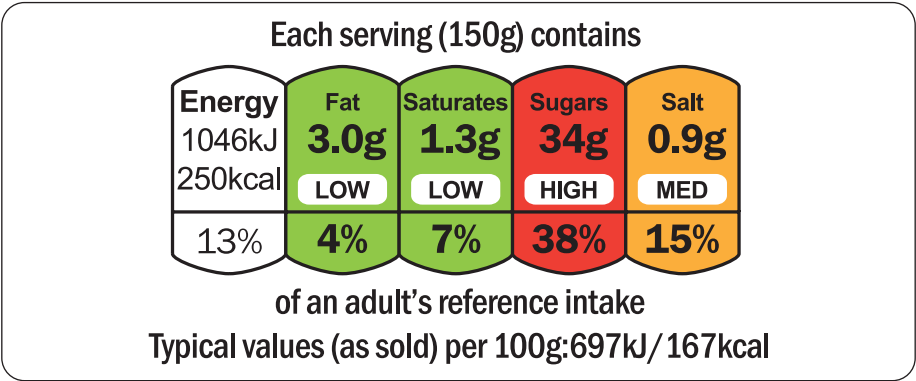 Each serving (150g) contains
Energy Fat Saturates Sugars Salt
1046kJ 3.0g 1.3g 34g 0.9g
250kcal LOW LOW HIGH MED
13% 4% 7% 38% 15%
of an adult’s reference intake
Typical values (as sold) per 100g:697kJ/167kcal